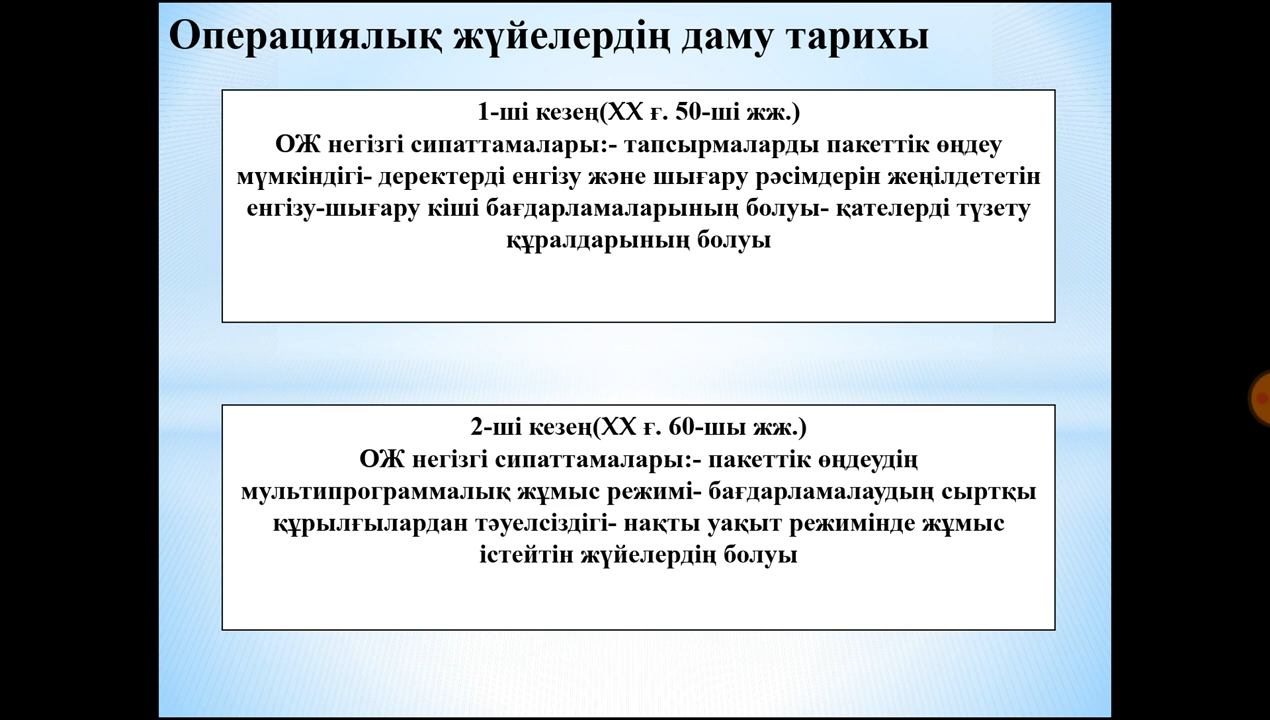 Операциялық жүйелердің даму тарихы
1-ші кезең(XX ғ. 50-ші жж.)
ОЖ негізгі сипаттамалары:- тапсырмаларды пакеттік өңдеу
мүмкіндігі- деректерді енгізу және шығару рәсімдерін жеңілдететін
енгізу-шығару кіші бағдарламаларының болуы- қателерді түзету
құралдарының болуы
2-ші кезең(XX ғ. 60-шы жж.)
ОЖ негізгі сипаттамалары:- пакеттік өңдеудің
мультипрограммалық жұмыс режимі- бағдарламалаудың сыртқы
құрылғылардан тәуелсіздігі- нақты уақыт режимінде жұмыс
істейтін жүйелердің болуы